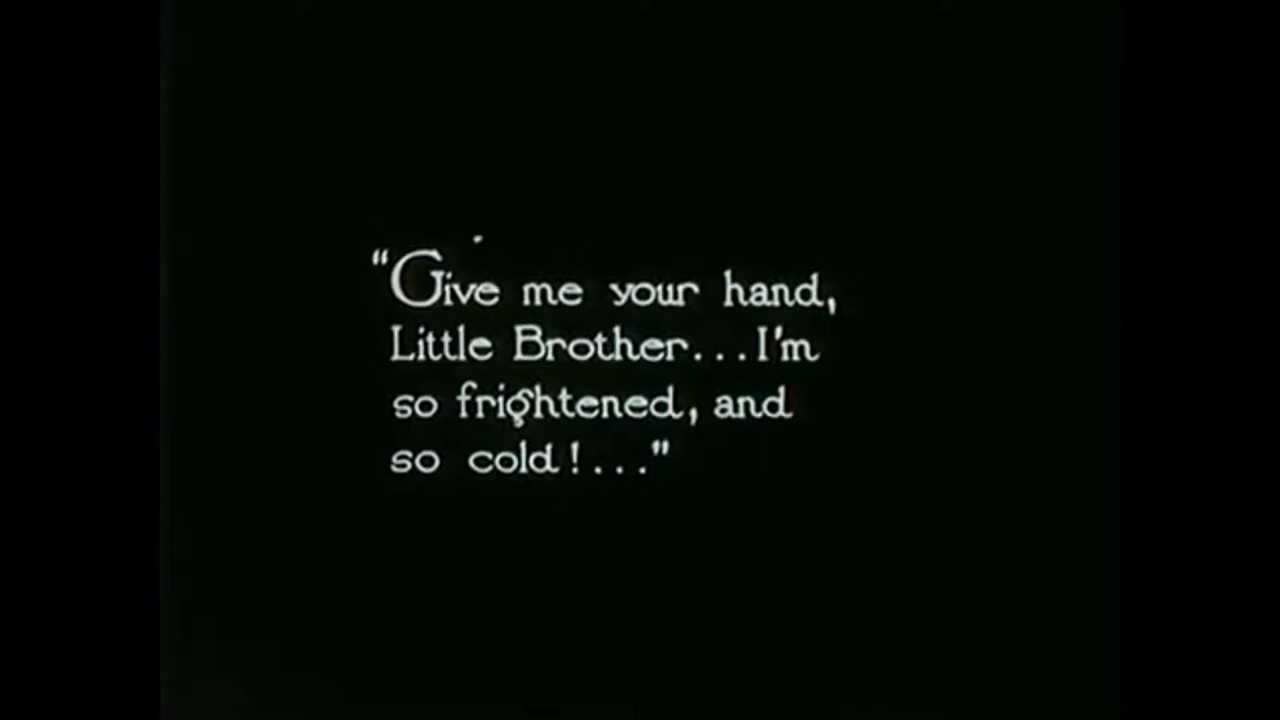 "Give me your hand,
Little Brother...I'm
so frightened, and
so cold!..."